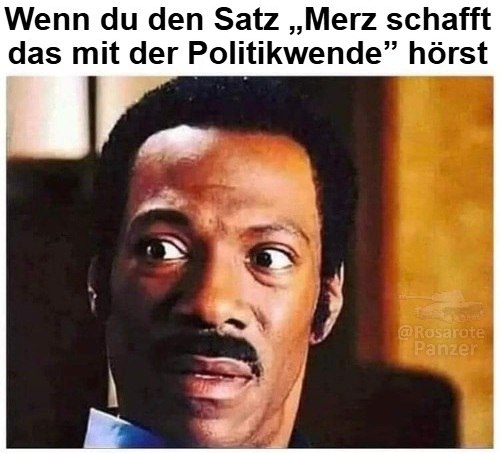 Wenn du den Satz „Merz schafft
das mit der Politikwende” hörst
@Rosarote
Panzer